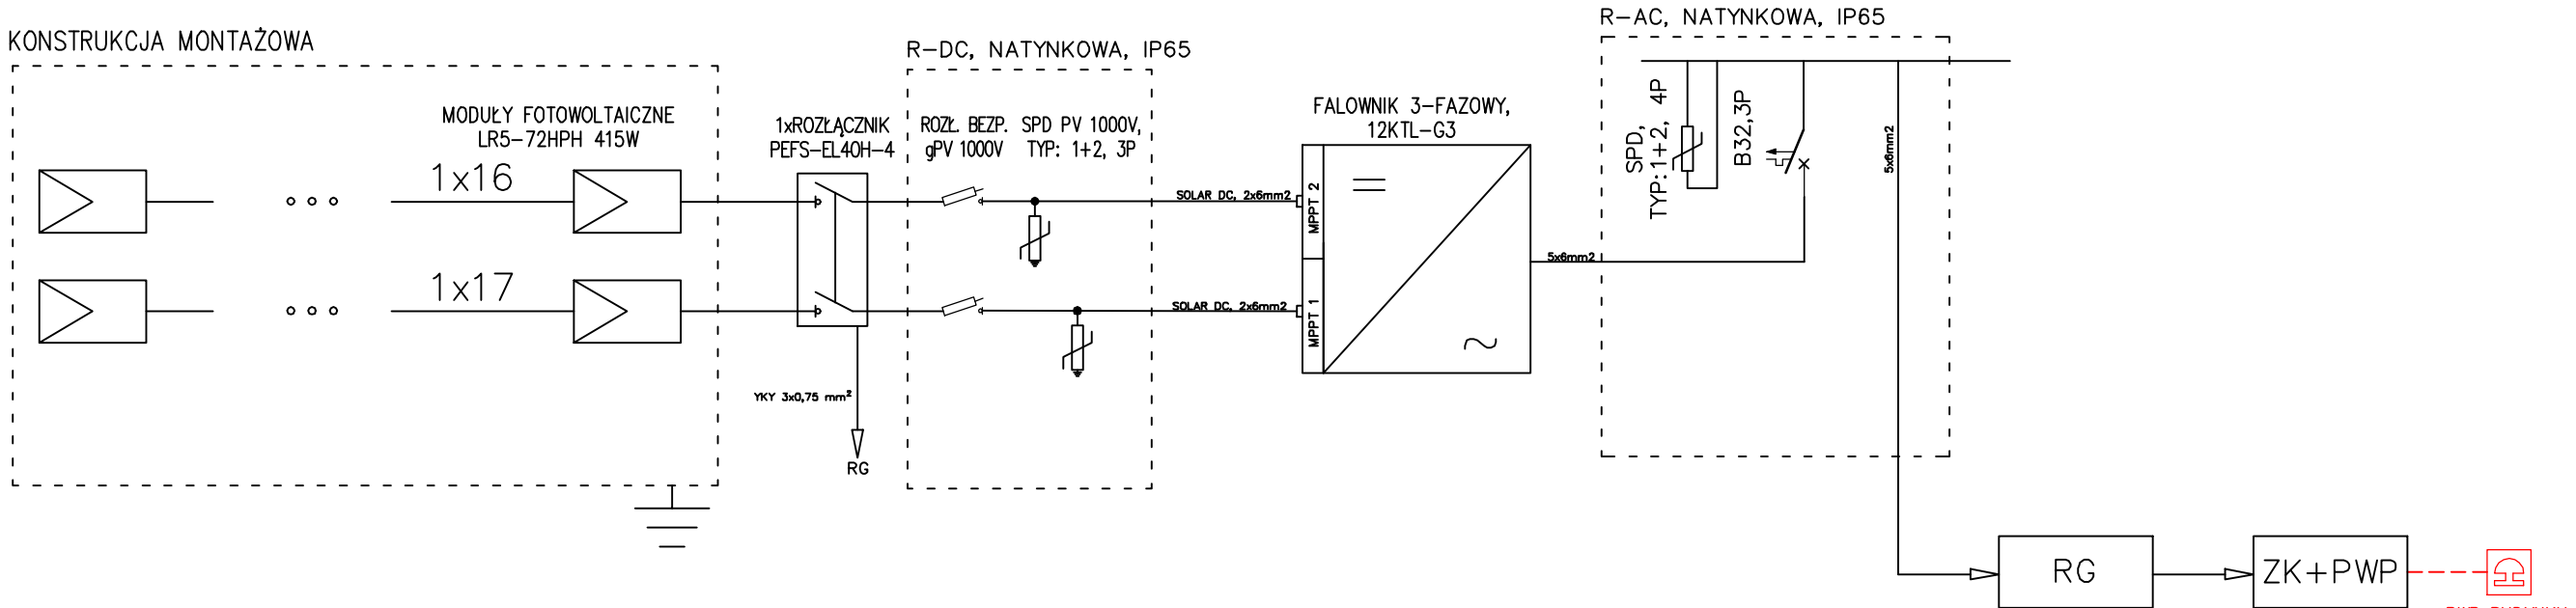 KONSTRUKCJA MONTAŻOWA
MODUŁY FOTOWOLTAICZNE
LR5-72HPH 415W
1x16
1x17
1xROZŁĄCZNIK
PEFS-EL40H-4
YKY 3x0,75 mm²
RG
R-DC, NATYNKOWA, IP65
ROZŁ. BEZP.
gPV 1000V
SPD PV 1000V,
TYP: 1+2, 3P
SOLAR DC, 2x6mm2
SOLAR DC, 2x6mm2
FALOWNIK 3-FAZOWY,
12KTL-G3
MPPT 2
MPPT 1
5x6mm2
R-AC, NATYNKOWA, IP65
SPD,
TYP: 1+2, 4P
B32,3P
5x6mm2
RG
ZK+PWP